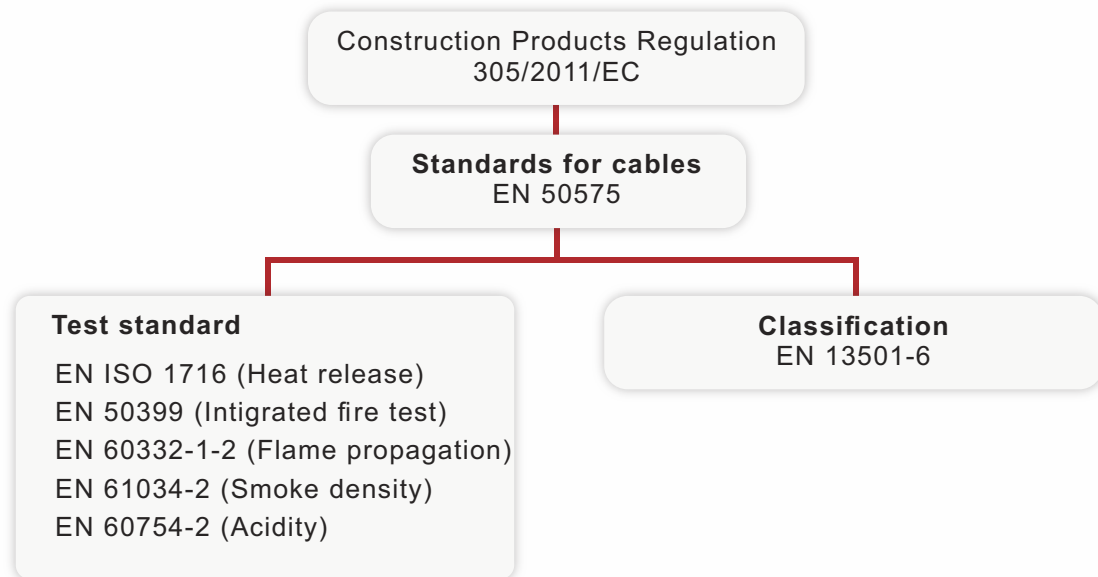 Construction Products Regulation
305/2011/EC
Standards for cables
EN 50575
Test standard
EN ISO 1716 (Heat release)
EN 50399 (Intigrated fire test)
EN 60332-1-2 (Flame propagation)
EN 61034-2 (Smoke density)
EN 60754-2 (Acidity)
Classification
EN 13501-6